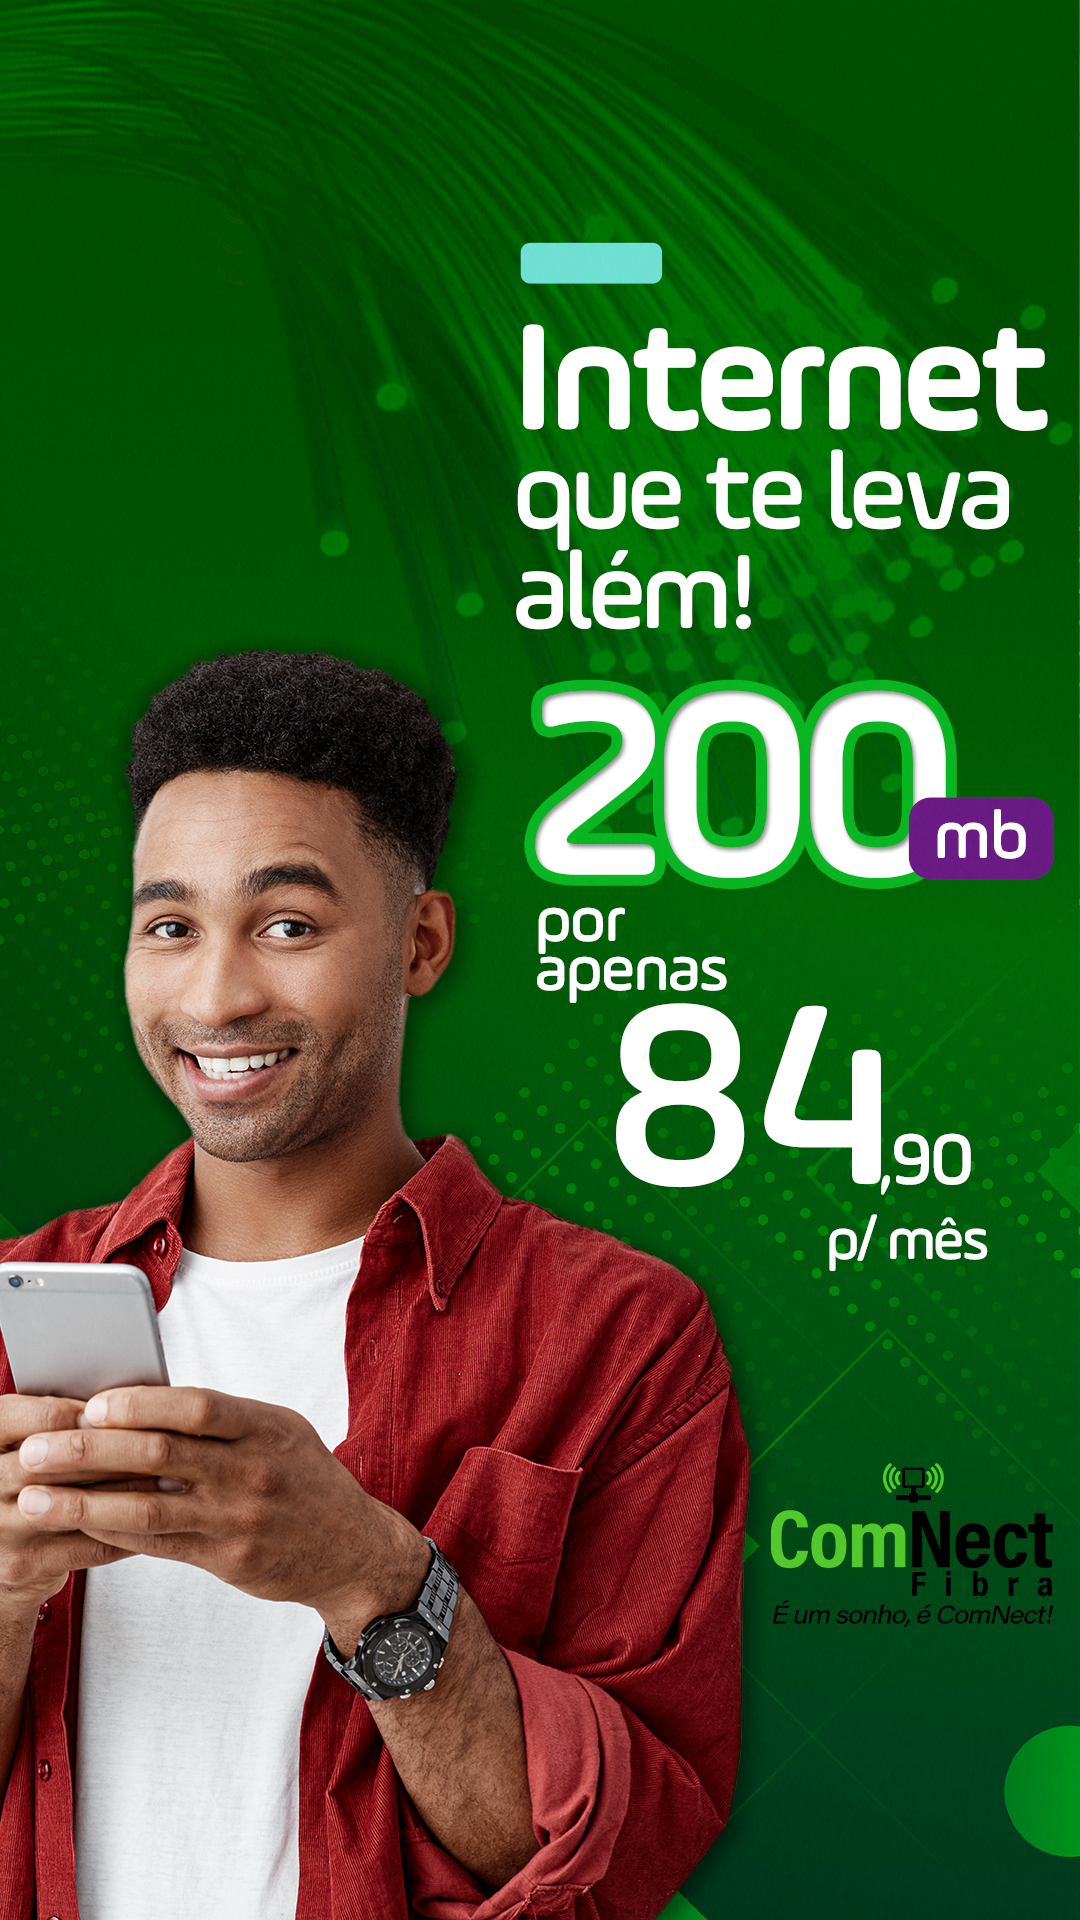 Internet
que te leva
além!
200
mb
por
apenas
84,90
p/ mês
ComNect
Fibra
É um sonho, é ComNect!